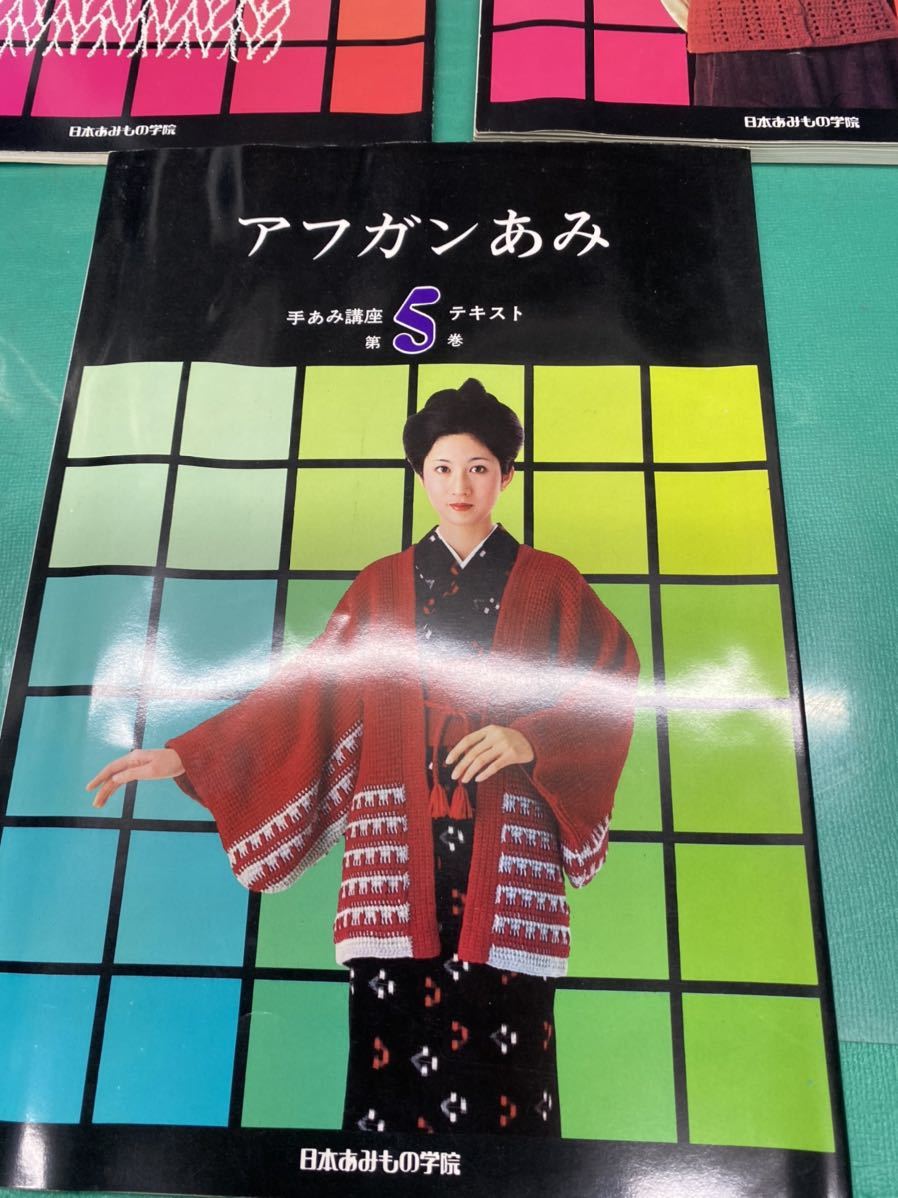 日本あみもの学院
日本あみもの学院
アフガンあみ
手あみ講座 5 テキスト
第 巻
日本あみもの学院